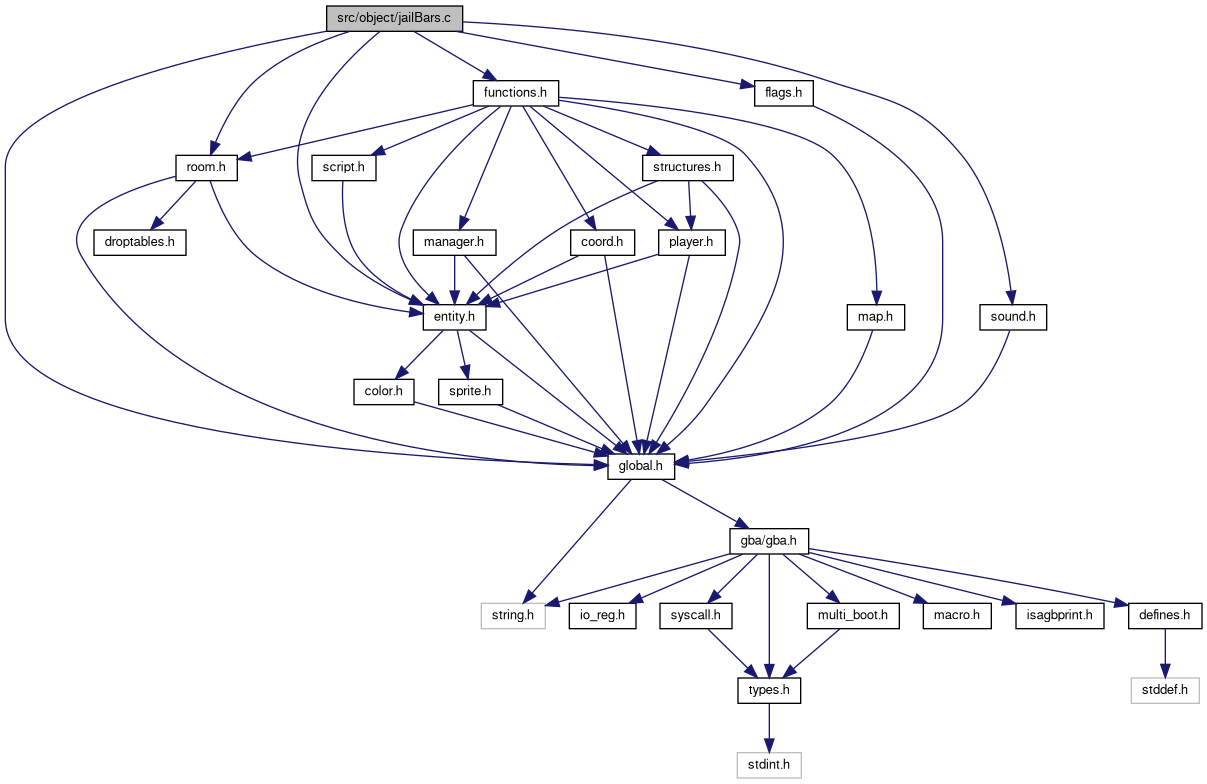 src/object/jailBars.c
functions.h
flags.h
room.h
script.h
structures.h
droptables.h
manager.h
coord.h
player.h
entity.h
map.h
sound.h
color.h
sprite.h
global.h
gba/gba.h
string.h
io_reg.h
syscall.h
multi_boot.h
macro.h
isagbprint.h
defines.h
types.h
stddef.h
stdint.h